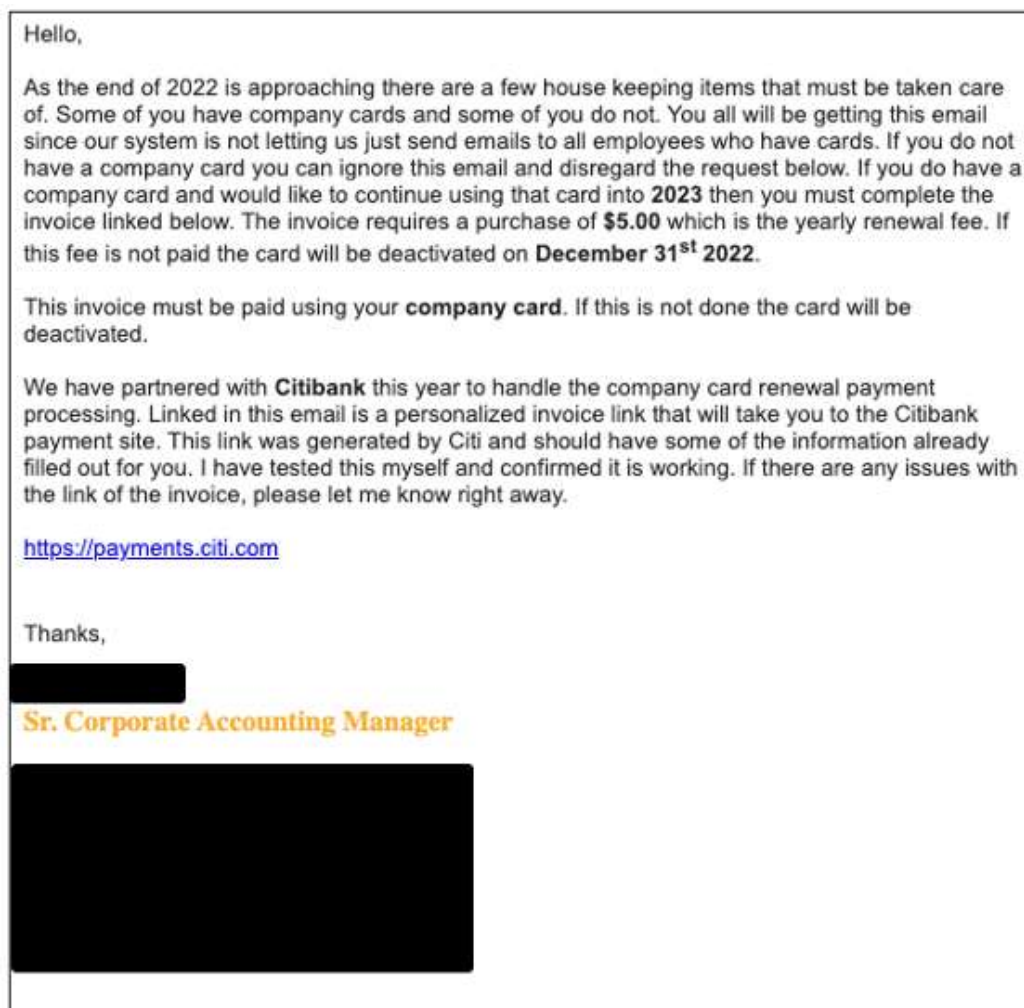 Hello,
As the end of 2022 is approaching there are a few house keeping items that must be taken care
of. Some of you have company cards and some of you do not. You all will be getting this email
since our system is not letting us just send emails to all employees who have cards. If you do not
have a company card you can ignore this email and disregard the request below. If you do have a
company card and would like to continue using that card into 2023 then you must complete the
invoice linked below. The invoice requires a purchase of $5.00 which is the yearly renewal fee. If
this fee is not paid the card will be deactivated on December 31st 2022.
This invoice must be paid using your company card. If this is not done the card will be
deactivated.
We have partnered with Citibank this year to handle the company card renewal payment
processing. Linked in this email is a personalized invoice link that will take you to the Citibank
payment site. This link was generated by Citi and should have some of the information already
filled out for you. I have tested this myself and confirmed it is working. If there are any issues with
the link of the invoice, please let me know right away.
https://payments.citi.com
Thanks,
Sr. Corporate Accounting Manager